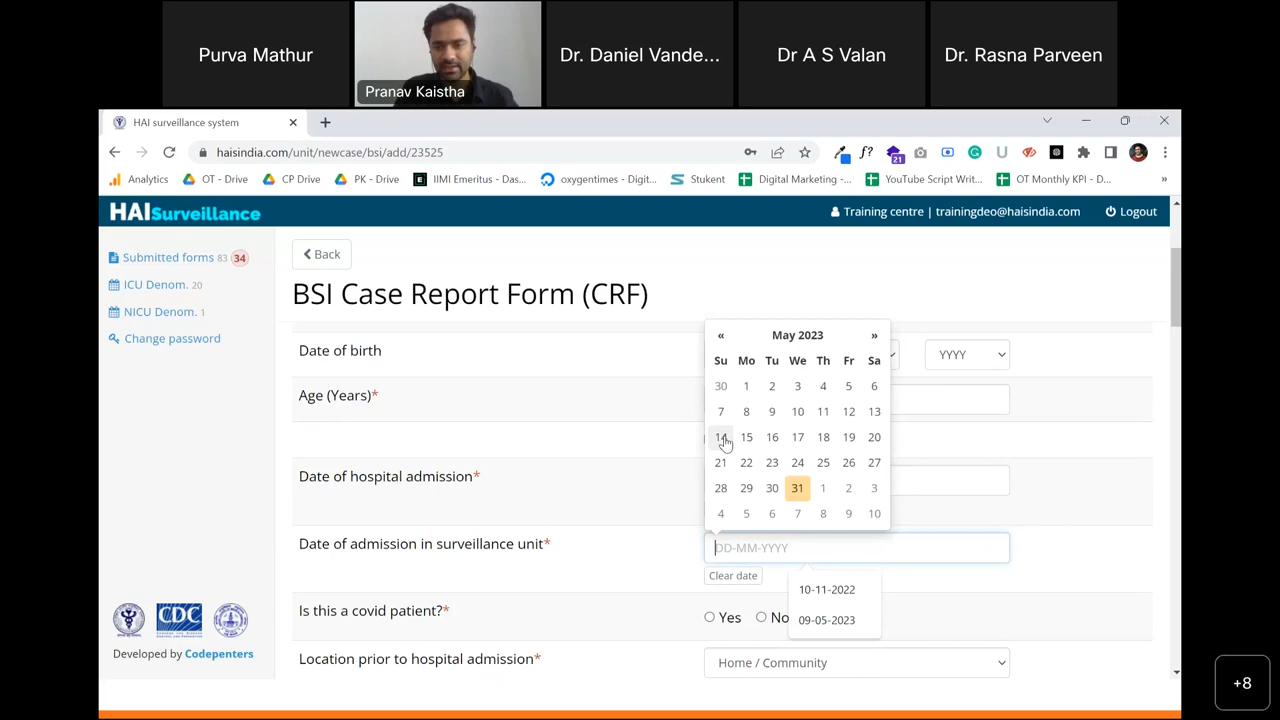 Purva Mathur
Pranav Kaistha
Dr. Daniel Vande...
Dr A S Valan
Dr. Rasna Parveen
HAI surveillance system
haisindia.com/unit/newcase/bsi/add/23525
21
Analytics
OT - Drive
CP Drive
PK - Drive
IIMI Emeritus - Das...
oxygentimes - Digit...
Stukent
Digital Marketing -...
YouTube Script Writ...
OT Monthly KPI - D...
HAISurveillance
Training centre | trainingdeo@haisindia.com
Logout
Submitted forms 83 34
ICU Denom. 20
NICU Denom. 1
Change password
Back
BSI Case Report Form (CRF)
Date of birth
YYYY
Age (Years)*
Date of hospital admission*
« May 2023 »
Su Mo Tu We Th Fr Sa
30 1 2 3 4 5 6
7 8 9 10 11 12 13
14 15 16 17 18 19 20
21 22 23 24 25 26 27
28 29 30 31 1 2 3
4 5 6 7 8 9 10
Date of admission in surveillance unit*
DD-MM-YYYY
Clear date
10-11-2022
09-05-2023
Is this a covid patient?*
Yes
No
Location prior to hospital admission*
Home / Community
CDC
Developed by Codepenters
+8